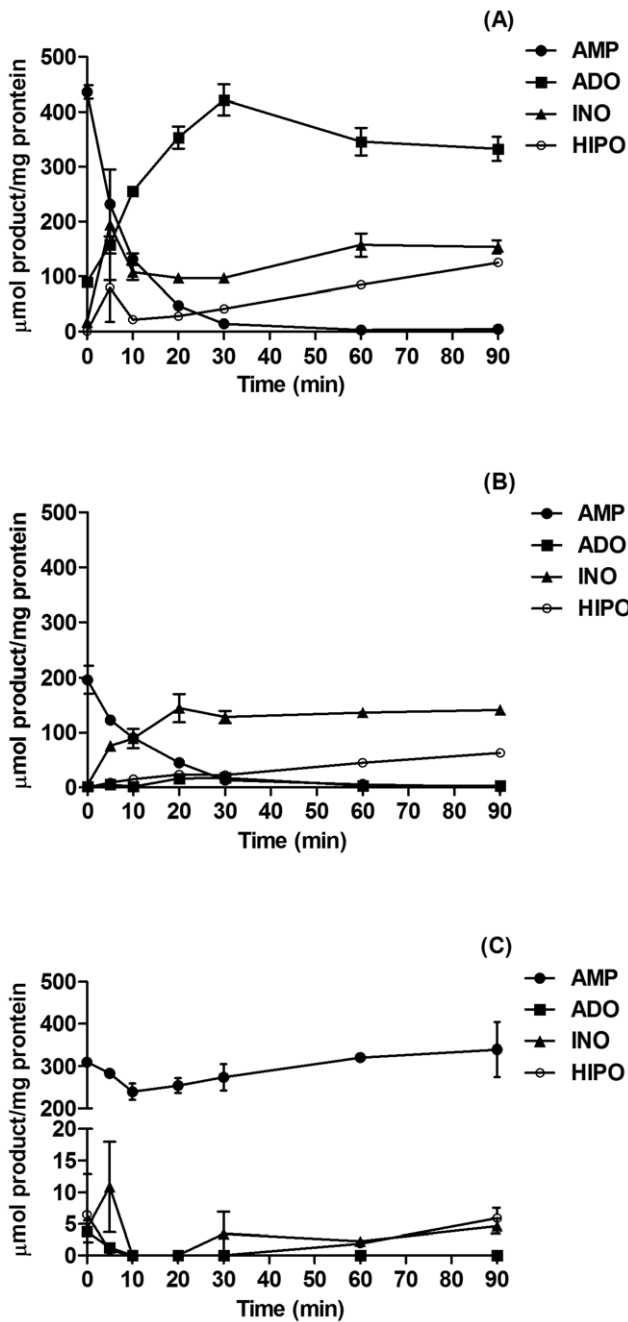 (A)
AMP
ADO
INO
HIPO
500
400
300
200
100
0
0 10 20 30 40 50 60 70 80 90
Time (min)
μmol product/mg prontein
(B)
AMP
ADO
INO
HIPO
500
400
300
200
100
0
0 10 20 30 40 50 60 70 80 90
Time (min)
μmol product/mg prontein
(C)
AMP
ADO
INO
HIPO
500
400
300
200
20
15
10
5
0
0 10 20 30 40 50 60 70 80 90
Time (min)
μmol product/mg prontein